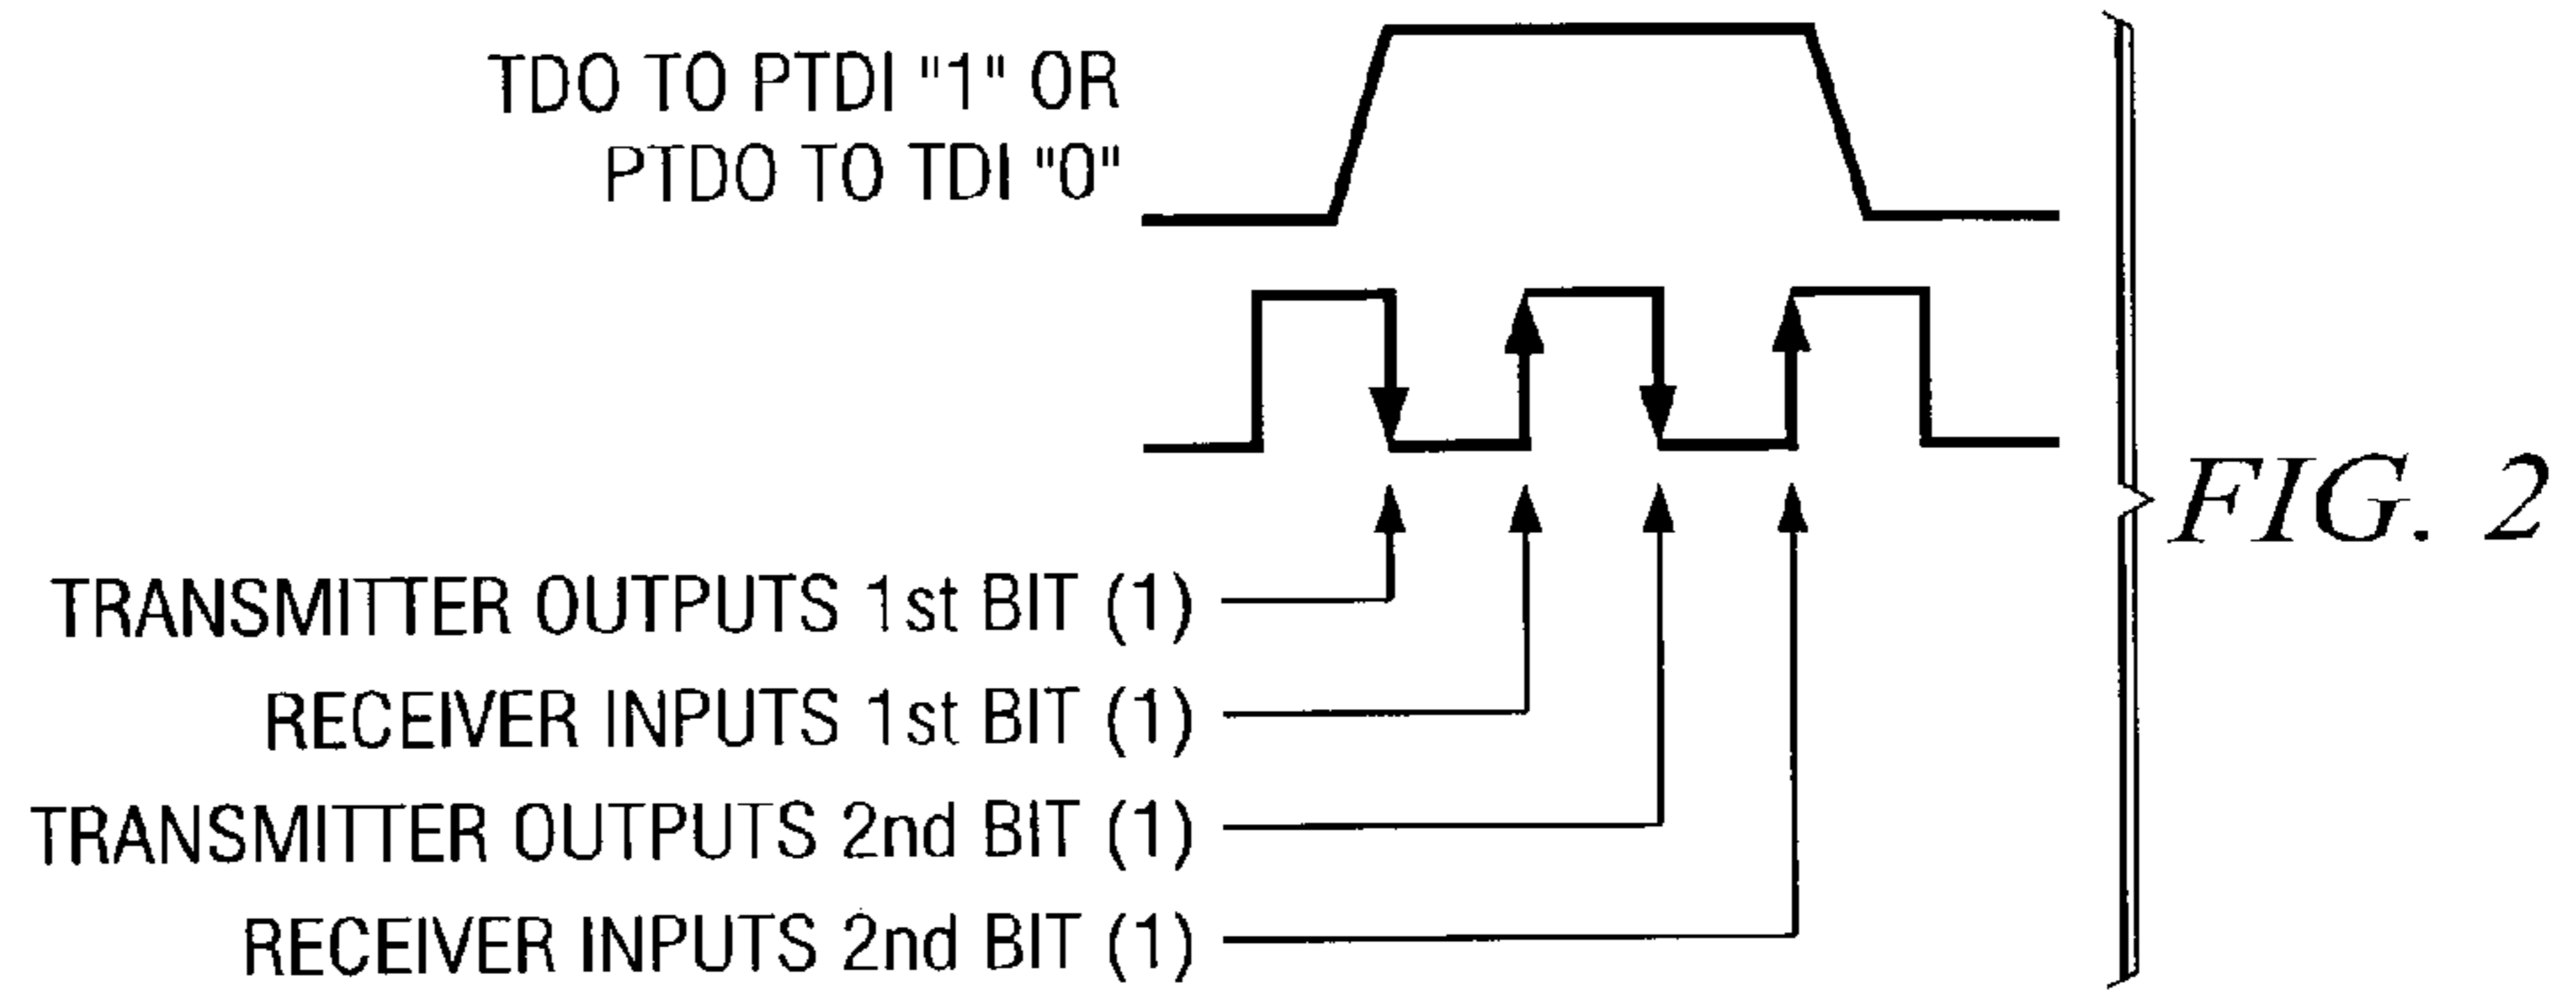 TDO TO PTDI "1" OR
PTDO TO TDI "0"
TRANSMITTER OUTPUTS 1st BIT (1)
RECEIVER INPUTS 1st BIT (1)
TRANSMITTER OUTPUTS 2nd BIT (1)
RECEIVER INPUTS 2nd BIT (1)
FIG. 2